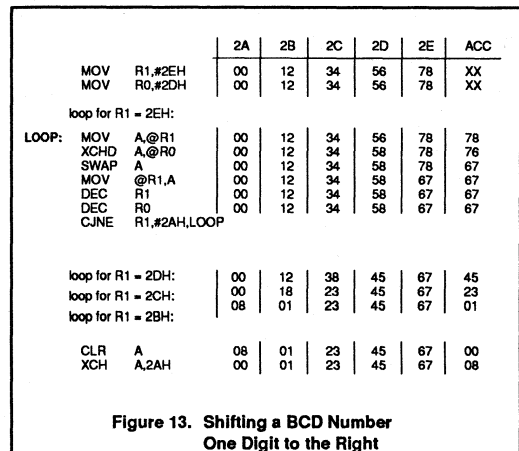 2A 2B 2C 2D 2E ACC
MOV R1,#2EH 00 12 34 56 78 XX
MOV R0,#2DH 00 12 34 56 78 XX
loop for R1 = 2EH:
LOOP: MOV A,@R1 00 12 34 56 78 78
XCHD A,@R0 00 12 34 58 78 76
SWAP A 00 12 34 58 78 67
MOV @R1,A 00 12 34 58 67 67
DEC R1 00 12 34 58 67 67
DEC R0 00 12 34 58 67 67
CJNE R1,#2AH,LOOP
loop for R1 = 2DH: 00 12 38 45 67 45
loop for R1 = 2CH: 00 18 23 45 67 23
loop for R1 = 2BH: 08 01 23 45 67 01
CLR A 08 01 23 45 67 00
XCH A,2AH 00 01 23 45 67 08
Figure 13. Shifting a BCD Number
One Digit to the Right